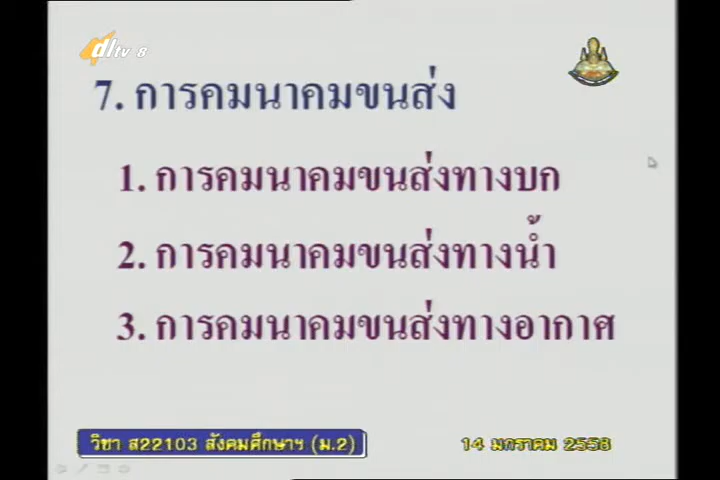 dltv 8
7. การคมนาคมขนส่ง
1. การคมนาคมขนส่งทางบก
2. การคมนาคมขนส่งทางน้ำ
3. การคมนาคมขนส่งทางอากาศ
วิชา ส22103 สังคมศึกษาฯ (ม.2)
14 มกราคม 2558